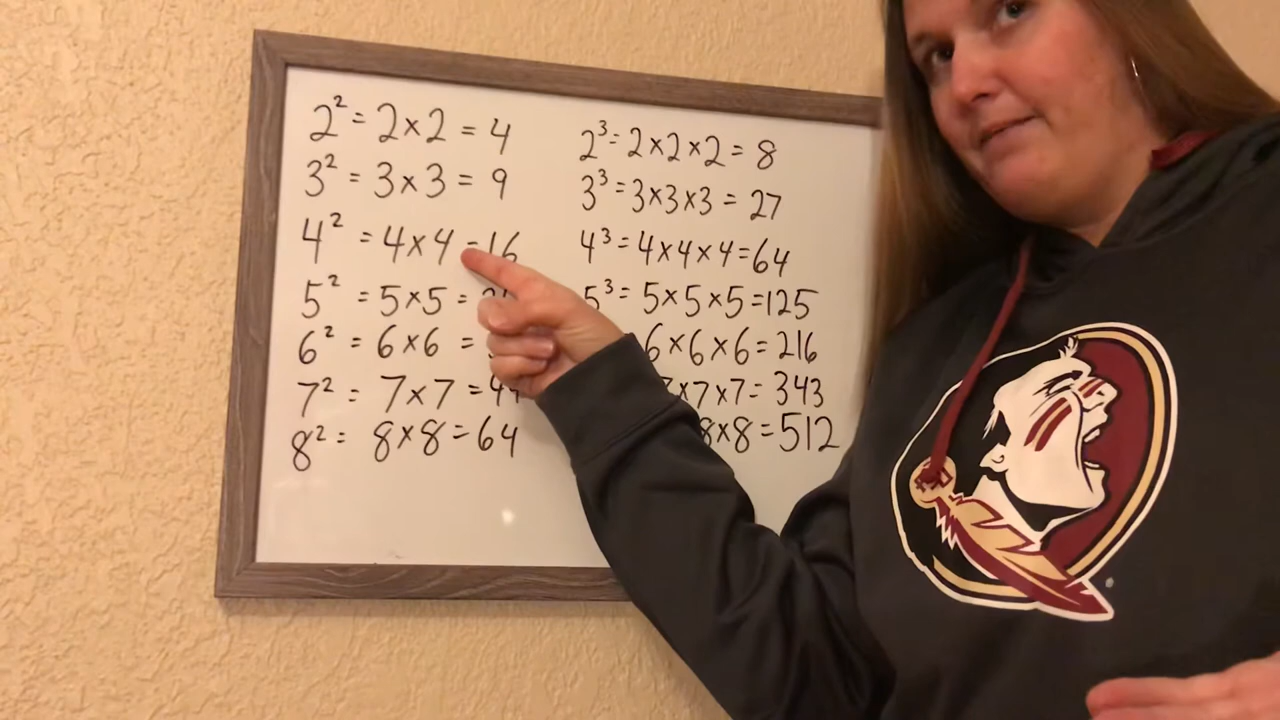 2² = 2×2 = 4
3² = 3×3 = 9
4² = 4×4 = 16
5² = 5×5 =
6² = 6×6 =
7² = 7×7 =
8² = 8×8 = 64
2³ = 2×2×2 = 8
3³ = 3×3×3 = 27
4³ = 4×4×4 = 64
5³ = 5×5×5 = 125
6×6×6 = 216
×7×7 = 343
8×8 = 512